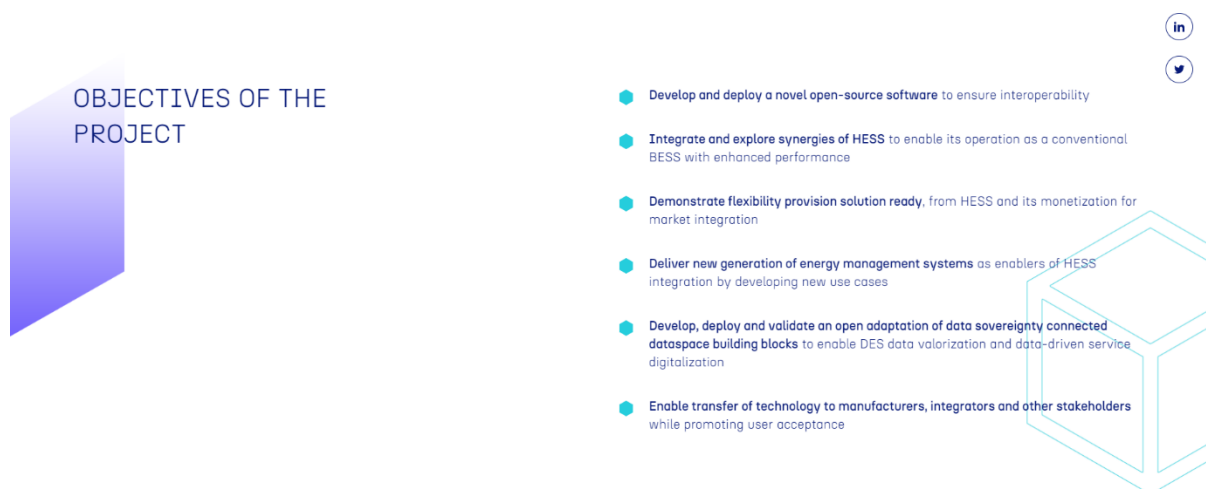 OBJECTIVES OF THE
PROJECT
in
Develop and deploy a novel open-source software to ensure interoperability
Integrate and explore synergies of HESS to enable its operation as a conventional
BESS with enhanced performance
Demonstrate flexibility provision solution ready, from HESS and its monetization for
market integration
Deliver new generation of energy management systems as enablers of HESS
integration by developing new use cases
Develop, deploy and validate an open adaptation of data sovereignty connected
dataspace building blocks to enable DES data valorization and data-driven service
digitalization
Enable transfer of technology to manufacturers, integrators and other stakeholders
while promoting user acceptance